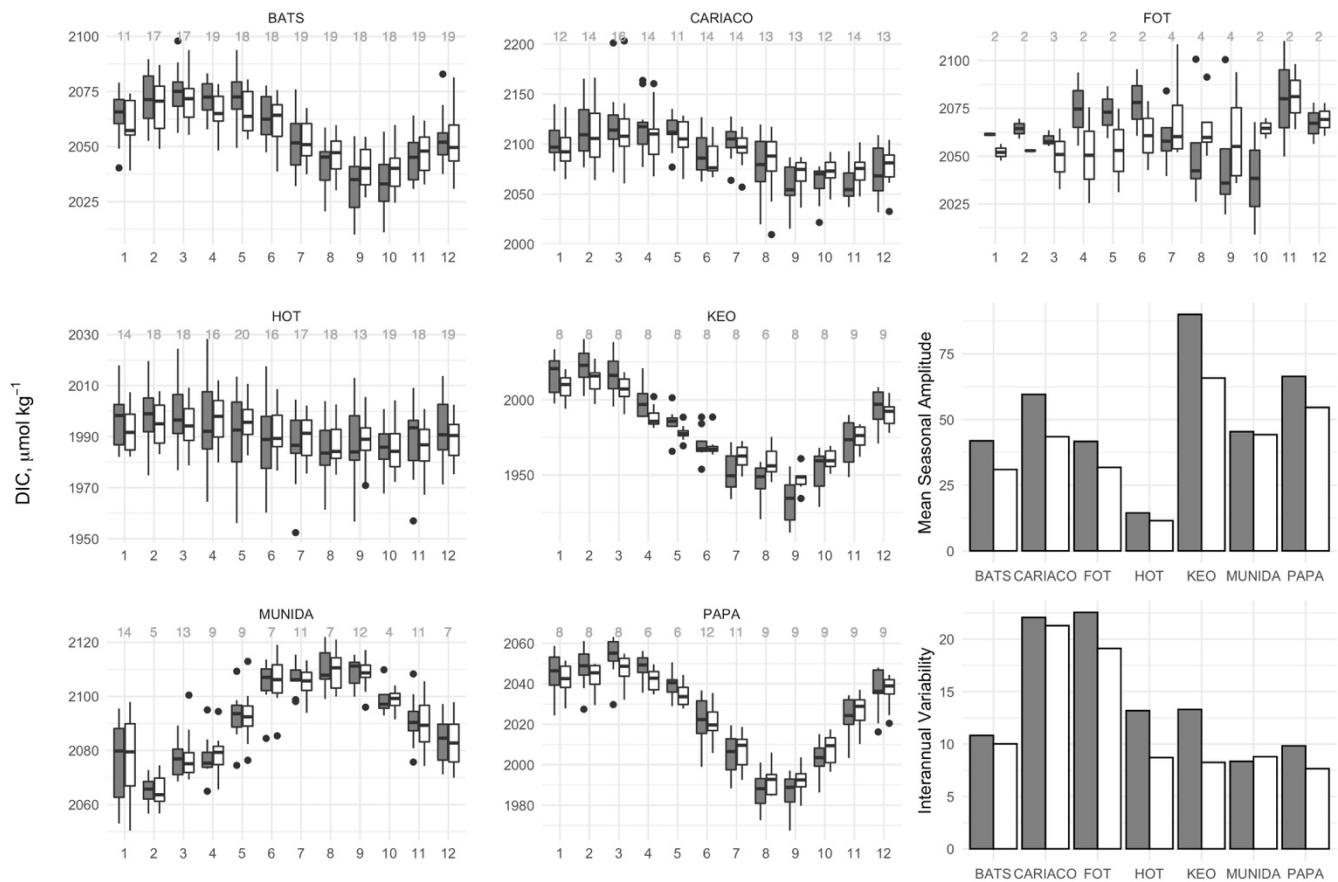 BATS
11 17 17 19 18 18 19 18 18 18 19 19
2100
2075
2050
2025
1 2 3 4 5 6 7 8 9 10 11 12
CARIACO
12 14 16 14 11 14 14 13 13 12 14 13
2200
2150
2100
2050
2000
1 2 3 4 5 6 7 8 9 10 11 12
FOT
2 2 3 2 2 2 4 4 4 2 2 2
2100
2075
2050
2025
1 2 3 4 5 6 7 8 9 10 11 12
DIC, μmol kg⁻¹
HOT
14 18 18 16 20 16 17 18 13 19 18 19
2030
2010
1990
1970
1950
1 2 3 4 5 6 7 8 9 10 11 12
KEO
8 8 8 8 8 8 8 6 8 8 9 9
2000
1950
1 2 3 4 5 6 7 8 9 10 11 12
Mean Seasonal Amplitude
75
50
25
0
BATS CARIACO FOT HOT KEO MUNIDA PAPA
MUNIDA
14 5 13 9 9 7 11 7 12 4 11 7
2120
2100
2080
2060
1 2 3 4 5 6 7 8 9 10 11 12
PAPA
8 8 8 6 6 12 11 9 9 9 9 9
2060
2040
2020
2000
1980
1 2 3 4 5 6 7 8 9 10 11 12
Interannual Variability
20
15
10
5
0
BATS CARIACO FOT HOT KEO MUNIDA PAPA